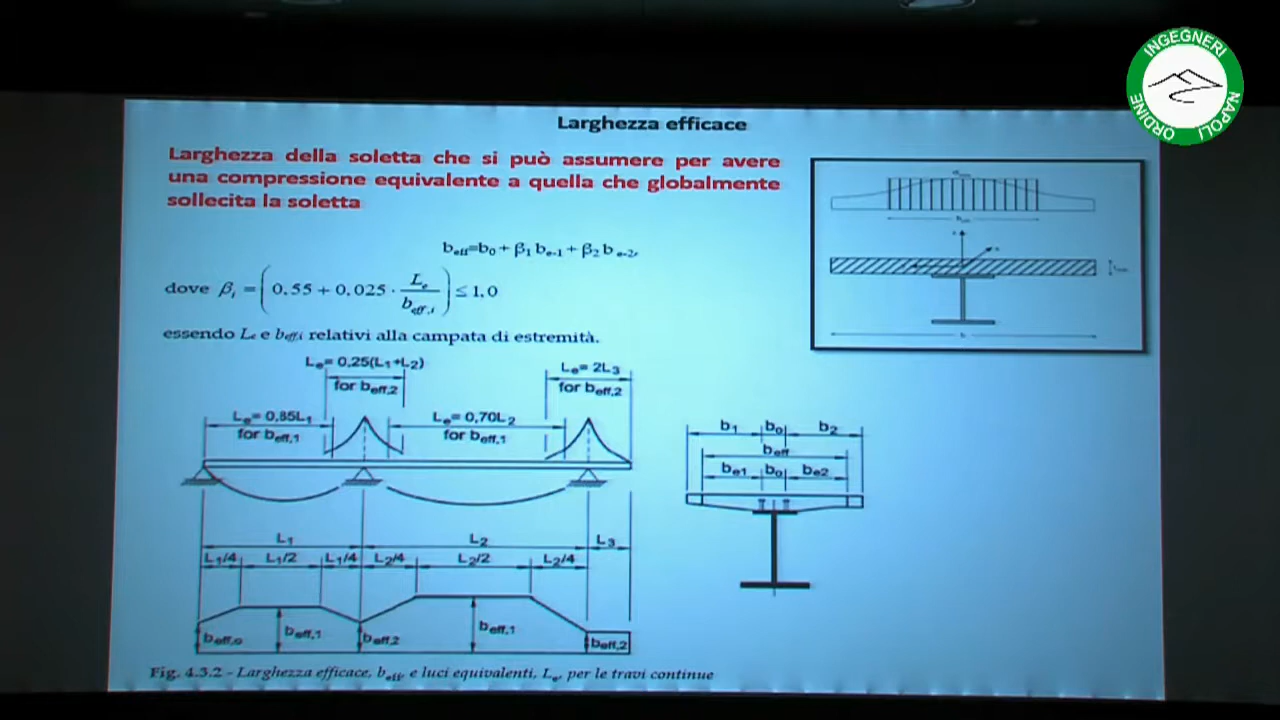 INGEGNERI
NAPOLI
ORDINE
Larghezza efficace
Larghezza della soletta che si può assumere per avere
una compressione equivalente a quella che globalmente
sollecita la soletta
beff=b0 + β1 be-1 + β2 b e-2,
dove βi = ( 0,55 + 0,025 · Le / beff,i ) ≤ 1,0
essendo Le e beff,i relativi alla campata di estremità.
Le= 0,25(L1+L2)
for beff,2
Le= 2L3
for beff,2
Le= 0,85L1
for beff,1
Le= 0,70L2
for beff,1
b1 b0 b2
beff
be1 b0 be2
L1 L2 L3
L1/4 L1/2 L1/4 L2/4 L2/2 L2/4
beff,0 beff,1 beff,2 beff,1 beff,2
Fig. 4.3.2 - Larghezza efficace, beff, e luci equivalenti, Le, per le travi continue